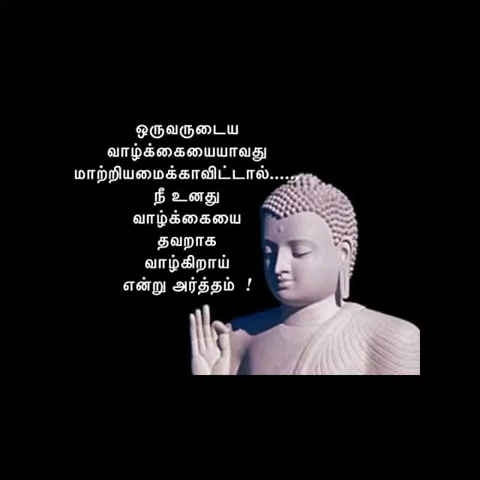 ஒருவருடைய
வாழ்க்கையையாவது
மாற்றியமைக்காவிட்டால்......
நீ உனது
வாழ்க்கையை
தவறாக
வாழ்கிறாய்
என்று அர்த்தம் !